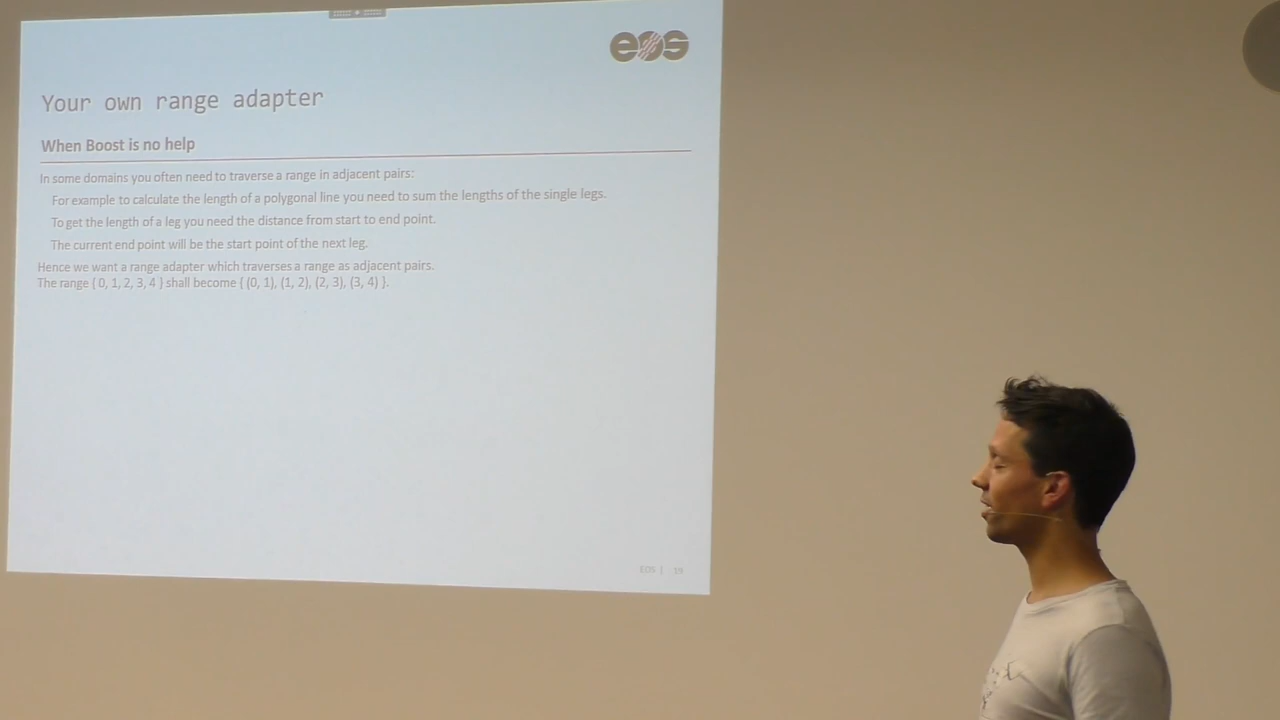 eos
Your own range adapter
When Boost is no help
In some domains you often need to traverse a range in adjacent pairs:
For example to calculate the length of a polygonal line you need to sum the lengths of the single legs.
To get the length of a leg you need the distance from start to end point.
The current end point will be the start point of the next leg.
Hence we want a range adapter which traverses a range as adjacent pairs.
The range { 0, 1, 2, 3, 4 } shall become { (0, 1), (1, 2), (2, 3), (3, 4) }.
EOS | 19